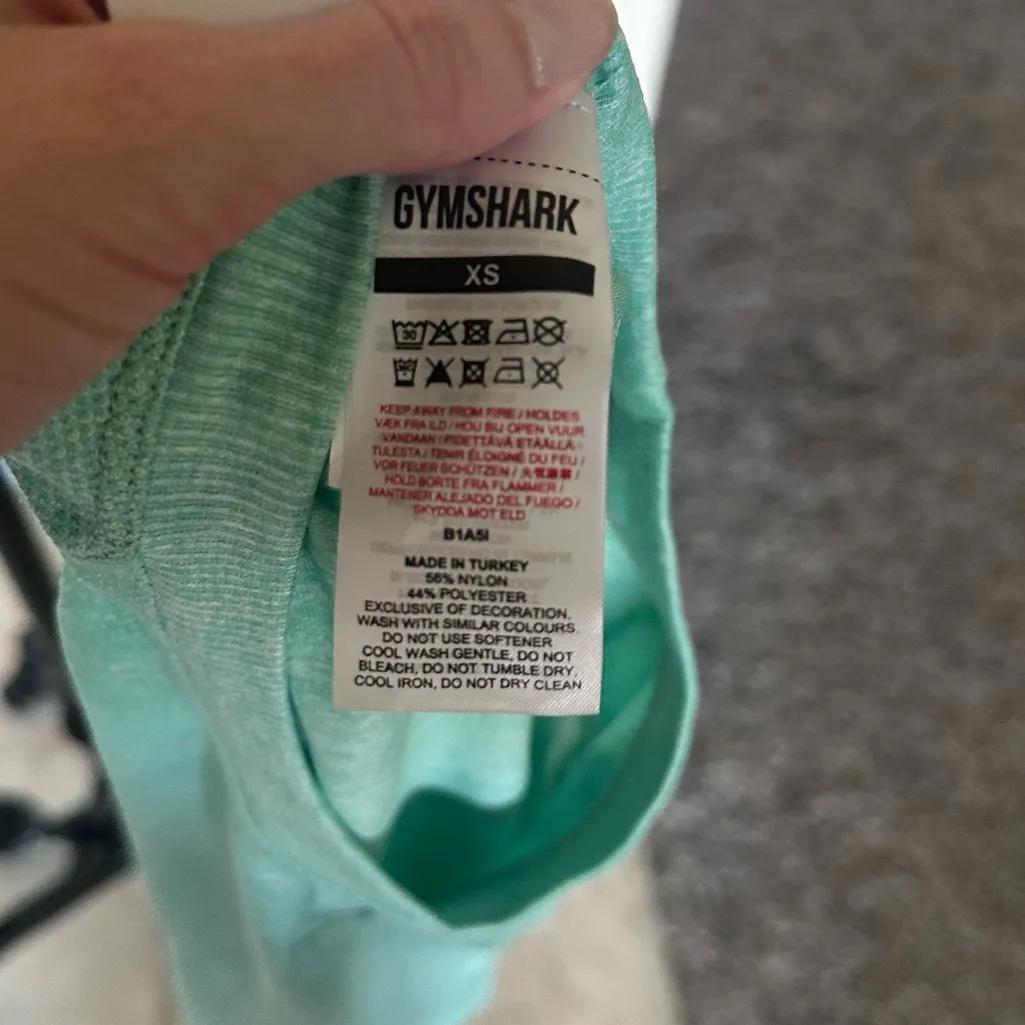 GYMSHARK
XS
30
30
KEEP AWAY FROM FIRE / HOLDES
VÆK FRA ILD / HOU BIJ OPEN VUUR
VANDAAN / PIDETTÄVÄ ETÄÄLLÄ
TULESTA / TENIR ÉLOIGNÉ DU FEU /
VOR FEUER SCHÜTZEN /
HOLD BORTE FRA FLAMMER /
MANTENER ALEJADO DEL FUEGO /
SKYDDA MOT ELD
B1A5I
MADE IN TURKEY
56% NYLON
44% POLYESTER
EXCLUSIVE OF DECORATION.
WASH WITH SIMILAR COLOURS.
DO NOT USE SOFTENER
COOL WASH GENTLE, DO NOT
BLEACH, DO NOT TUMBLE DRY,
COOL IRON, DO NOT DRY CLEAN